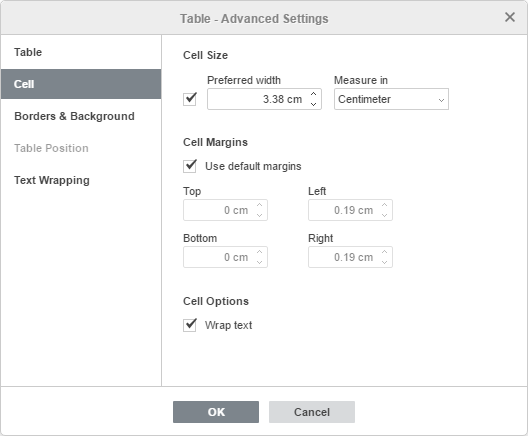 Table - Advanced Settings
Table
Cell
Borders & Background
Table Position
Text Wrapping
Cell Size
Preferred width Measure in
3.38 cm Centimeter
Cell Margins
Use default margins
Top Left
0 cm 0.19 cm
Bottom Right
0 cm 0.19 cm
Cell Options
Wrap text
OK Cancel